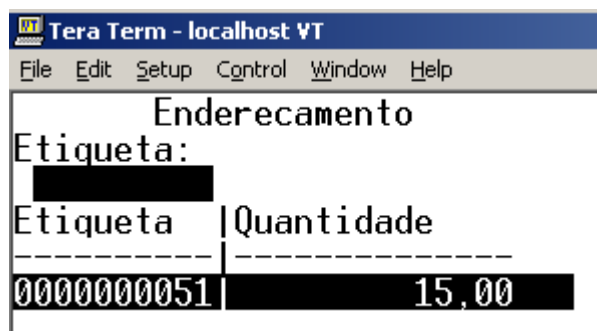 Tera Term - localhost VT
File Edit Setup Control Window Help
Enderecamento
Etiqueta:
Etiqueta |Quantidade
----------|--------------
0000000051| 15,00